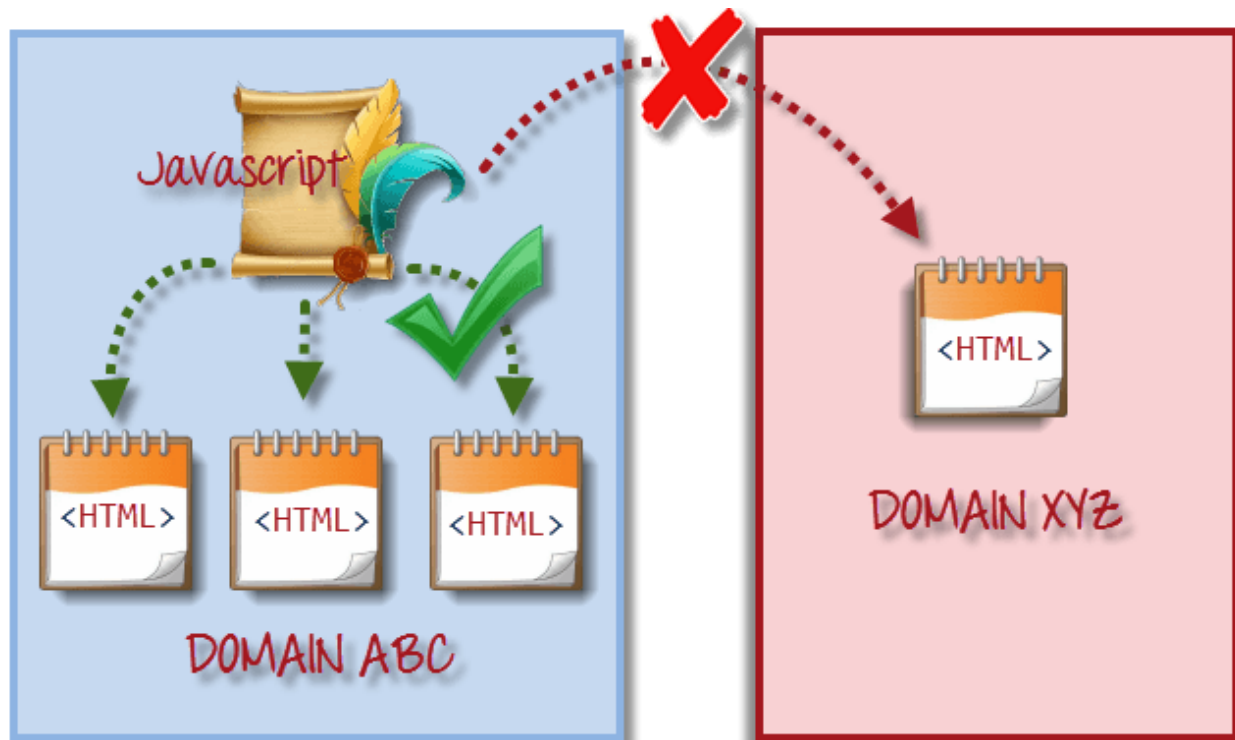 Javascript
<HTML>
<HTML>
<HTML>
DOMAIN ABC
<HTML>
DOMAIN XYZ